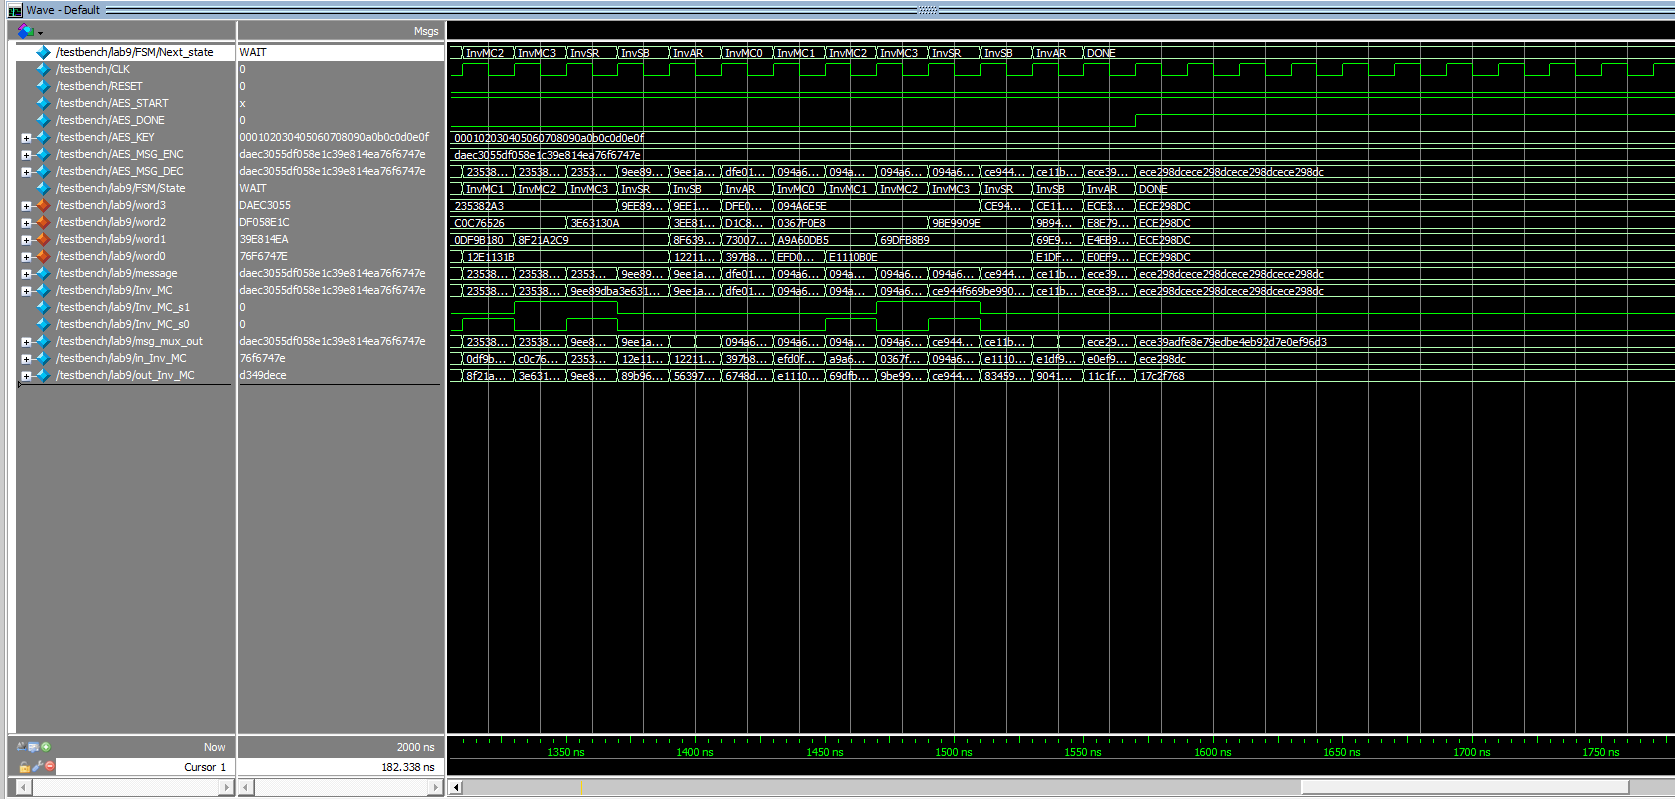 Wave - Default
Msgs
/testbench/lab9/FSM/Next_state WAIT InvMC2 InvMC3 InvSR InvSB InvAR InvMC0 InvMC1 InvMC2 InvMC3 InvSR InvSB InvAR DONE
/testbench/CLK 0
/testbench/RESET 0
/testbench/AES_START x
/testbench/AES_DONE 0
/testbench/AES_KEY 000102030405060708090a0b0c0d0e0f 000102030405060708090a0b0c0d0e0f
/testbench/AES_MSG_ENC daec3055df058e1c39e814ea76f6747e daec3055df058e1c39e814ea76f6747e
/testbench/AES_MSG_DEC daec3055df058e1c39e814ea76f6747e 23538... 23538... 2353... 9ee89... 9ee1a... dfe01... 094a6... 094a... 094a6... 094a6... ce944... ce11b... ece39... ece298dcece298dcece298dcece298dc
/testbench/lab9/FSM/State WAIT InvMC1 InvMC2 InvMC3 InvSR InvSB InvAR InvMC0 InvMC1 InvMC2 InvMC3 InvSR InvSB InvAR DONE
/testbench/lab9/word3 DAEC3055 235382A3 9EE89... 9EE1... DFE0... 094A6E5E CE94... CE11... ECE3... ECE298DC
/testbench/lab9/word2 DF058E1C C0C76526 3E63130A 3EE81... D1C8... 0367F0E8 9BE9909E 9B94... E8E79... ECE298DC
/testbench/lab9/word1 39E814EA 0DF9B180 8F21A2C9 8F639... 73007... A9A60DB5 69DFB8B9 69E9... E4EB9... ECE298DC
/testbench/lab9/word0 76F6747E 12E1131B 12211... 397B8... EFD0... E1110B0E E1DF... E0EF9... ECE298DC
/testbench/lab9/message daec3055df058e1c39e814ea76f6747e 23538... 23538... 2353... 9ee89... 9ee1a... dfe01... 094a6... 094a... 094a6... 094a6... ce944... ce11b... ece39... ece298dcece298dcece298dcece298dc
/testbench/lab9/Inv_MC daec3055df058e1c39e814ea76f6747e 23538... 23538... 9ee89dba3e631... 9ee1a... dfe01... 094a6... 094a... 094a6... ce944f669be990... ce11b... ece39... ece298dcece298dcece298dcece298dc
/testbench/lab9/Inv_MC_s1 0
/testbench/lab9/Inv_MC_s0 0
/testbench/lab9/msg_mux_out daec3055df058e1c39e814ea76f6747e 23538... 23538... 9ee8... 9ee1a... 094a6... 094a6... 094a... 094a6... ce944... ce11b... ece29... ece39adfe8e79edbe4eb92d7e0ef96d3
/testbench/lab9/in_Inv_MC 76f6747e 0df9b... c0c76... 2353... 12e11... 12211... 397b8... efd0f... a9a6... 0367f... 094a6... e1110... e1df9... e0ef9... ece298dc
/testbench/lab9/out_Inv_MC d349dece 8f21a... 3e631... 9ee8... 89b96... 56397... 6748d... e1110... 69dfb... 9be99... ce944... 83459... 9041... 11c1f... 17c2f768
Now 2000 ns
1350 ns 1400 ns 1450 ns 1500 ns 1550 ns 1600 ns 1650 ns 1700 ns 1750 ns
Cursor 1 182.338 ns